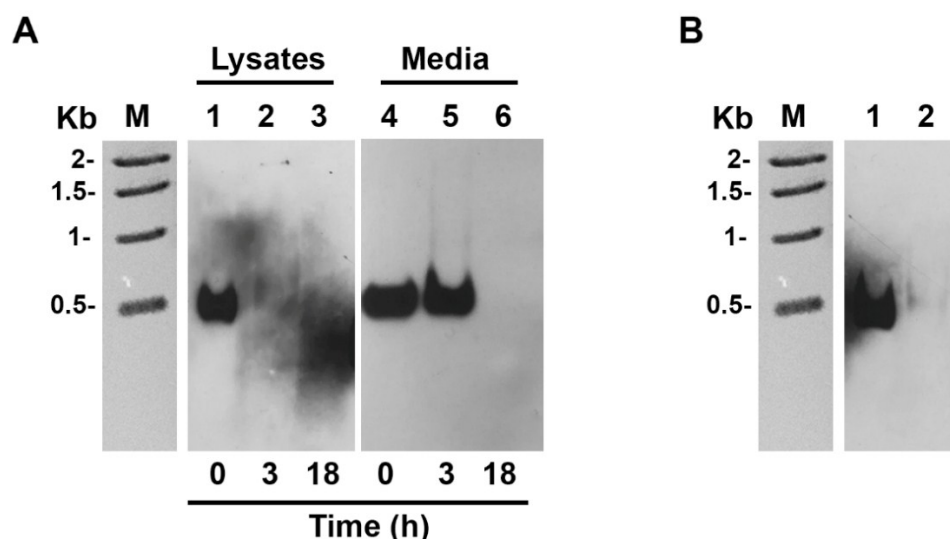 A
B
Lysates
Media
Kb M 1 2 3 4 5 6
Kb M 1 2
2-
1.5-
1-
0.5-
2-
1.5-
1-
0.5-
0 3 18 0 3 18
Time (h)